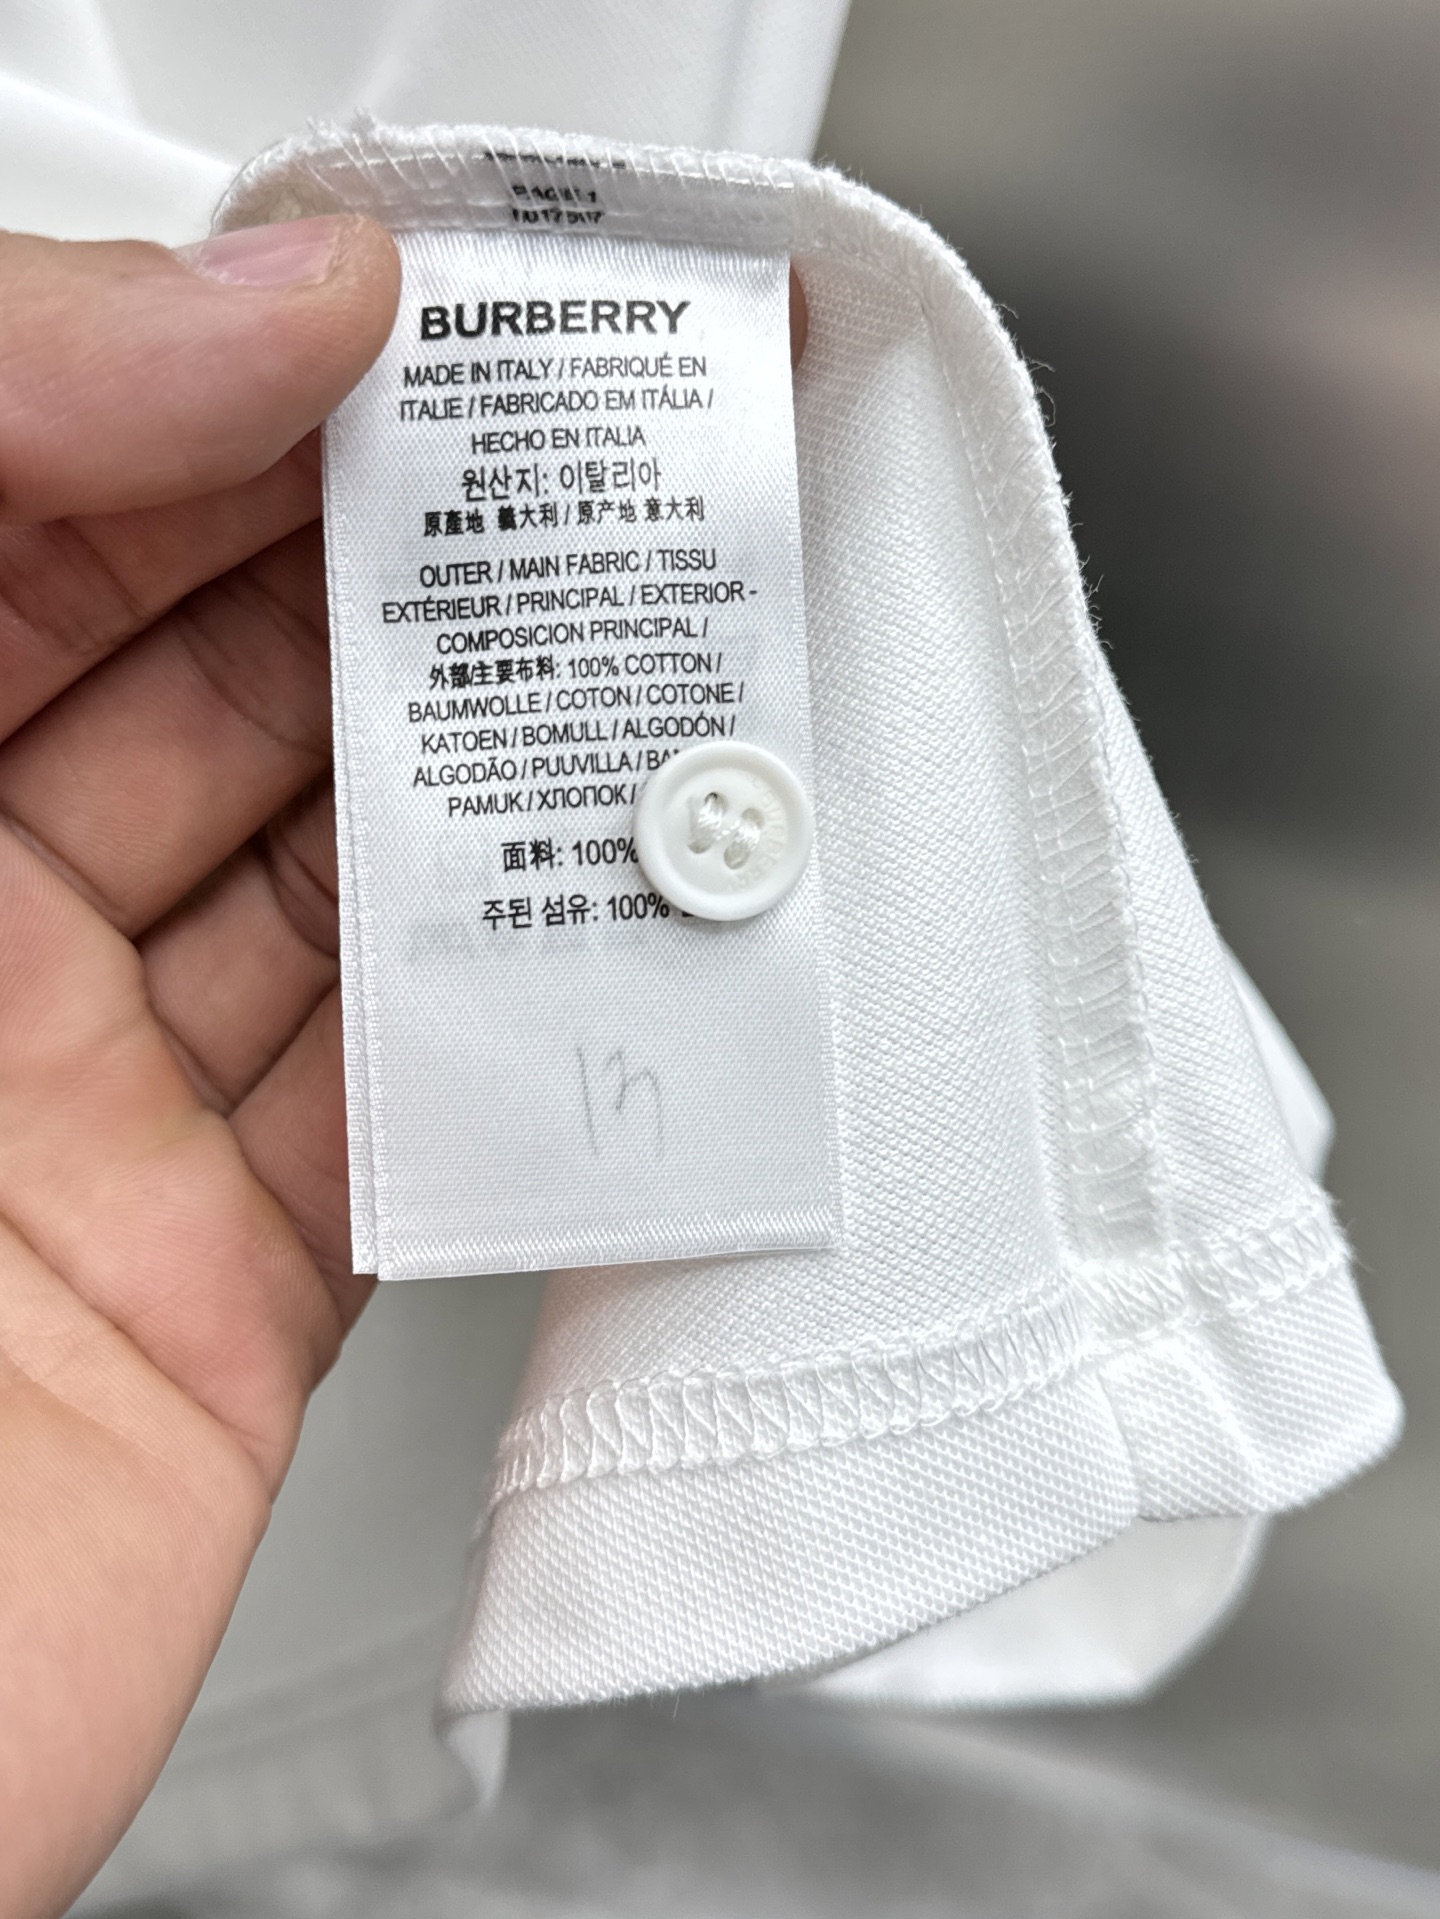 BURBERRY
MADE IN ITALY / FABRIQUÉ EN
ITALIE / FABRICADO EM ITÁLIA /
HECHO EN ITALIA
원산지: 이탈리아
原產地 義大利 / 原产地 意大利
OUTER / MAIN FABRIC / TISSU
EXTÉRIEUR / PRINCIPAL / EXTERIOR -
COMPOSICION PRINCIPAL /
外部/主要布料: 100% COTTON /
BAUMWOLLE / COTON / COTONE /
KATOEN / BOMULL / ALGODÓN /
ALGODÃO / PUUVILLA /
PAMUK / ХЛОПОК /
面料: 100%
주된 섬유: 100%
13